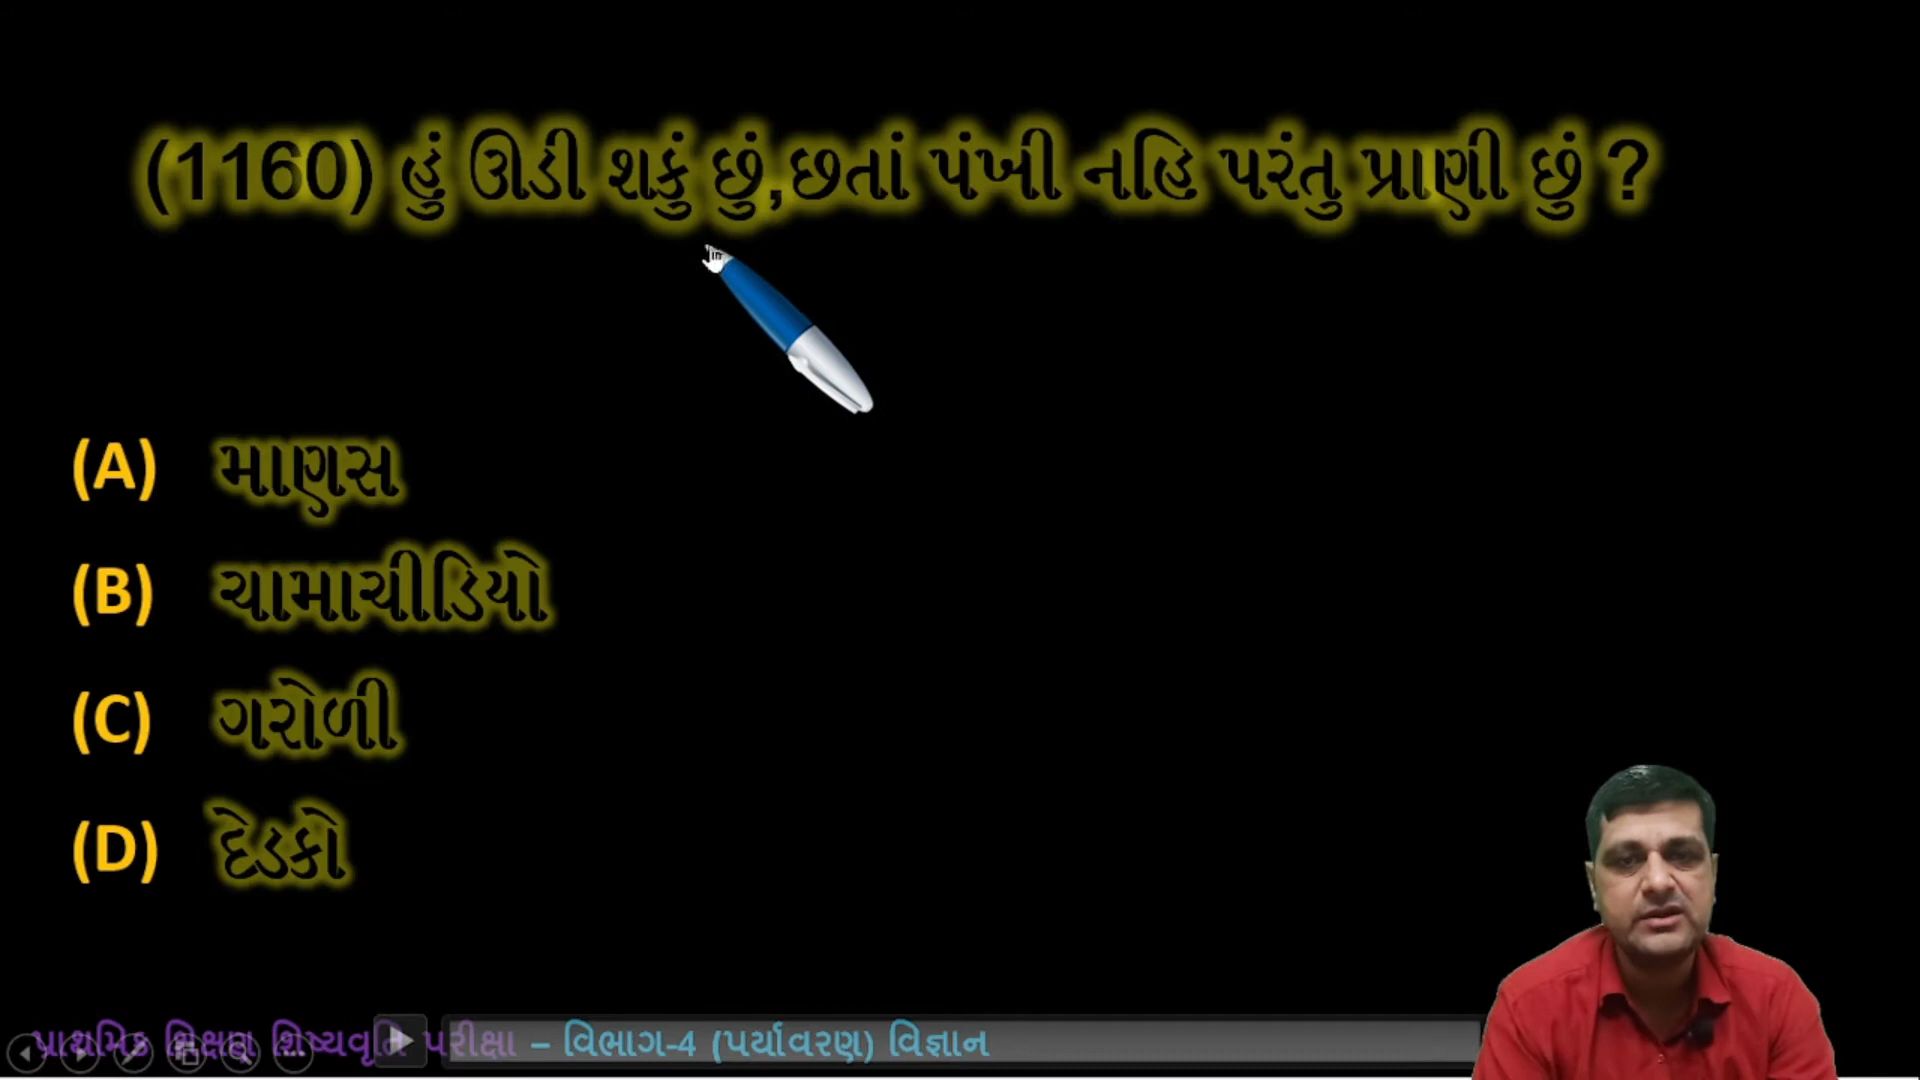 (1160) હું ઊડી શકું છું,છતાં પંખી નહિ પરંતુ પ્રાણી છું ?
(A) માણસ
(B) ચામાચીડિયો
(C) ગરોળી
(D) દેડકો
પ્રાથમિક શિક્ષણ શિષ્યવૃતિ પરીક્ષા – વિભાગ-4 (પર્યાવરણ) વિજ્ઞાન